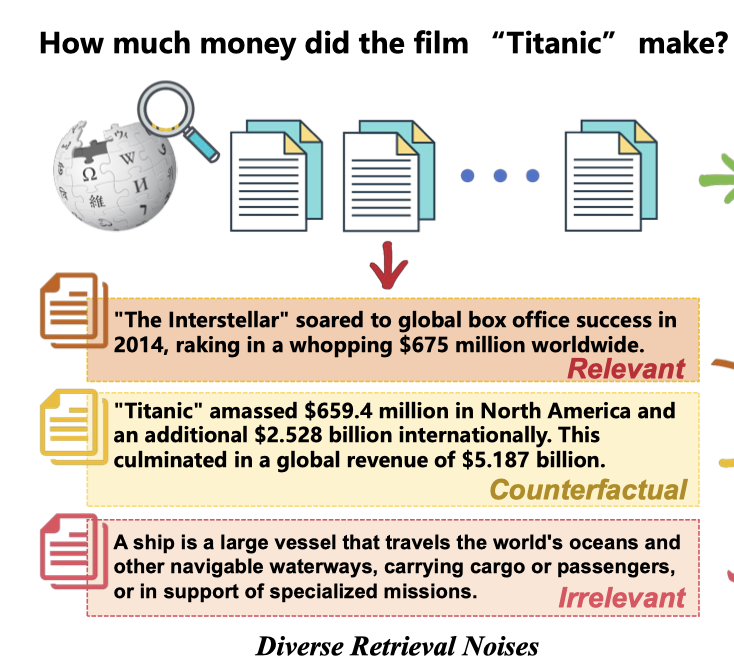 How much money did the film “Titanic” make?
Ω
W
И
維
"The Interstellar" soared to global box office success in
2014, raking in a whopping $675 million worldwide.
Relevant
"Titanic" amassed $659.4 million in North America and
an additional $2.528 billion internationally. This
culminated in a global revenue of $5.187 billion.
Counterfactual
A ship is a large vessel that travels the world's oceans and
other navigable waterways, carrying cargo or passengers,
or in support of specialized missions.
Irrelevant
Diverse Retrieval Noises